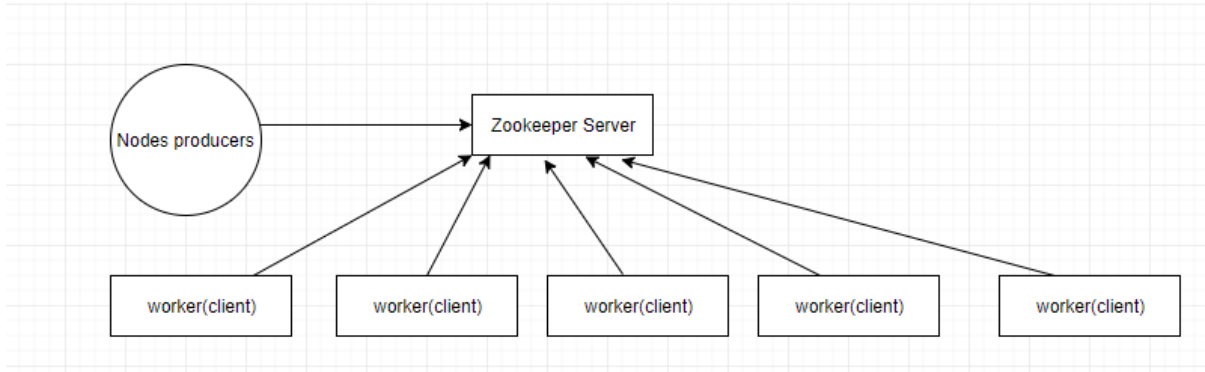 Nodes producers
Zookeeper Server
worker(client)
worker(client)
worker(client)
worker(client)
worker(client)